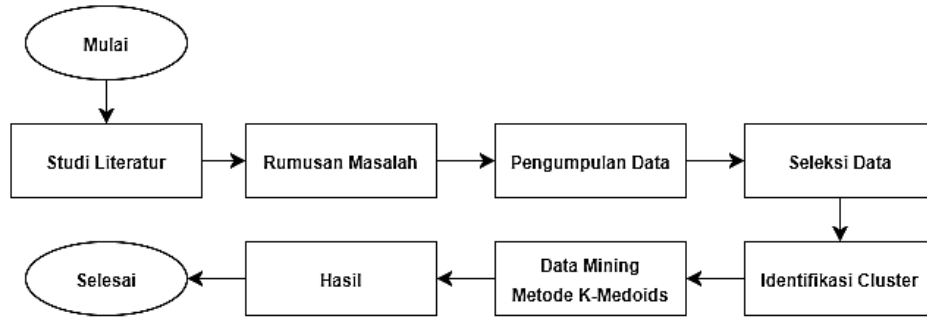 Mulai
Studi Literatur
Rumusan Masalah
Pengumpulan Data
Seleksi Data
Identifikasi Cluster
Data Mining
Metode K-Medoids
Hasil
Selesai